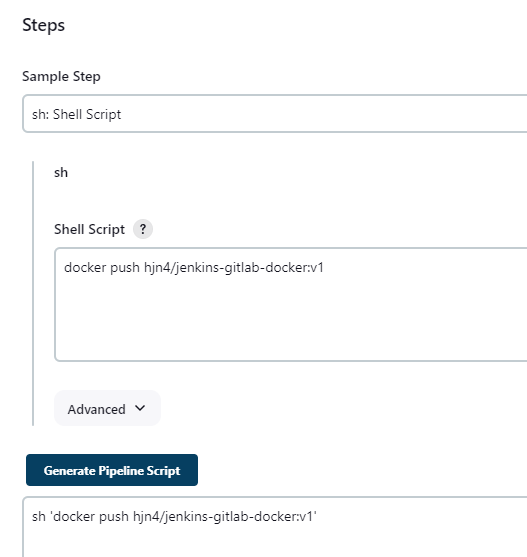 Steps
Sample Step
sh: Shell Script
sh
Shell Script ?
docker push hjn4/jenkins-gitlab-docker:v1
Advanced
Generate Pipeline Script
sh 'docker push hjn4/jenkins-gitlab-docker:v1'